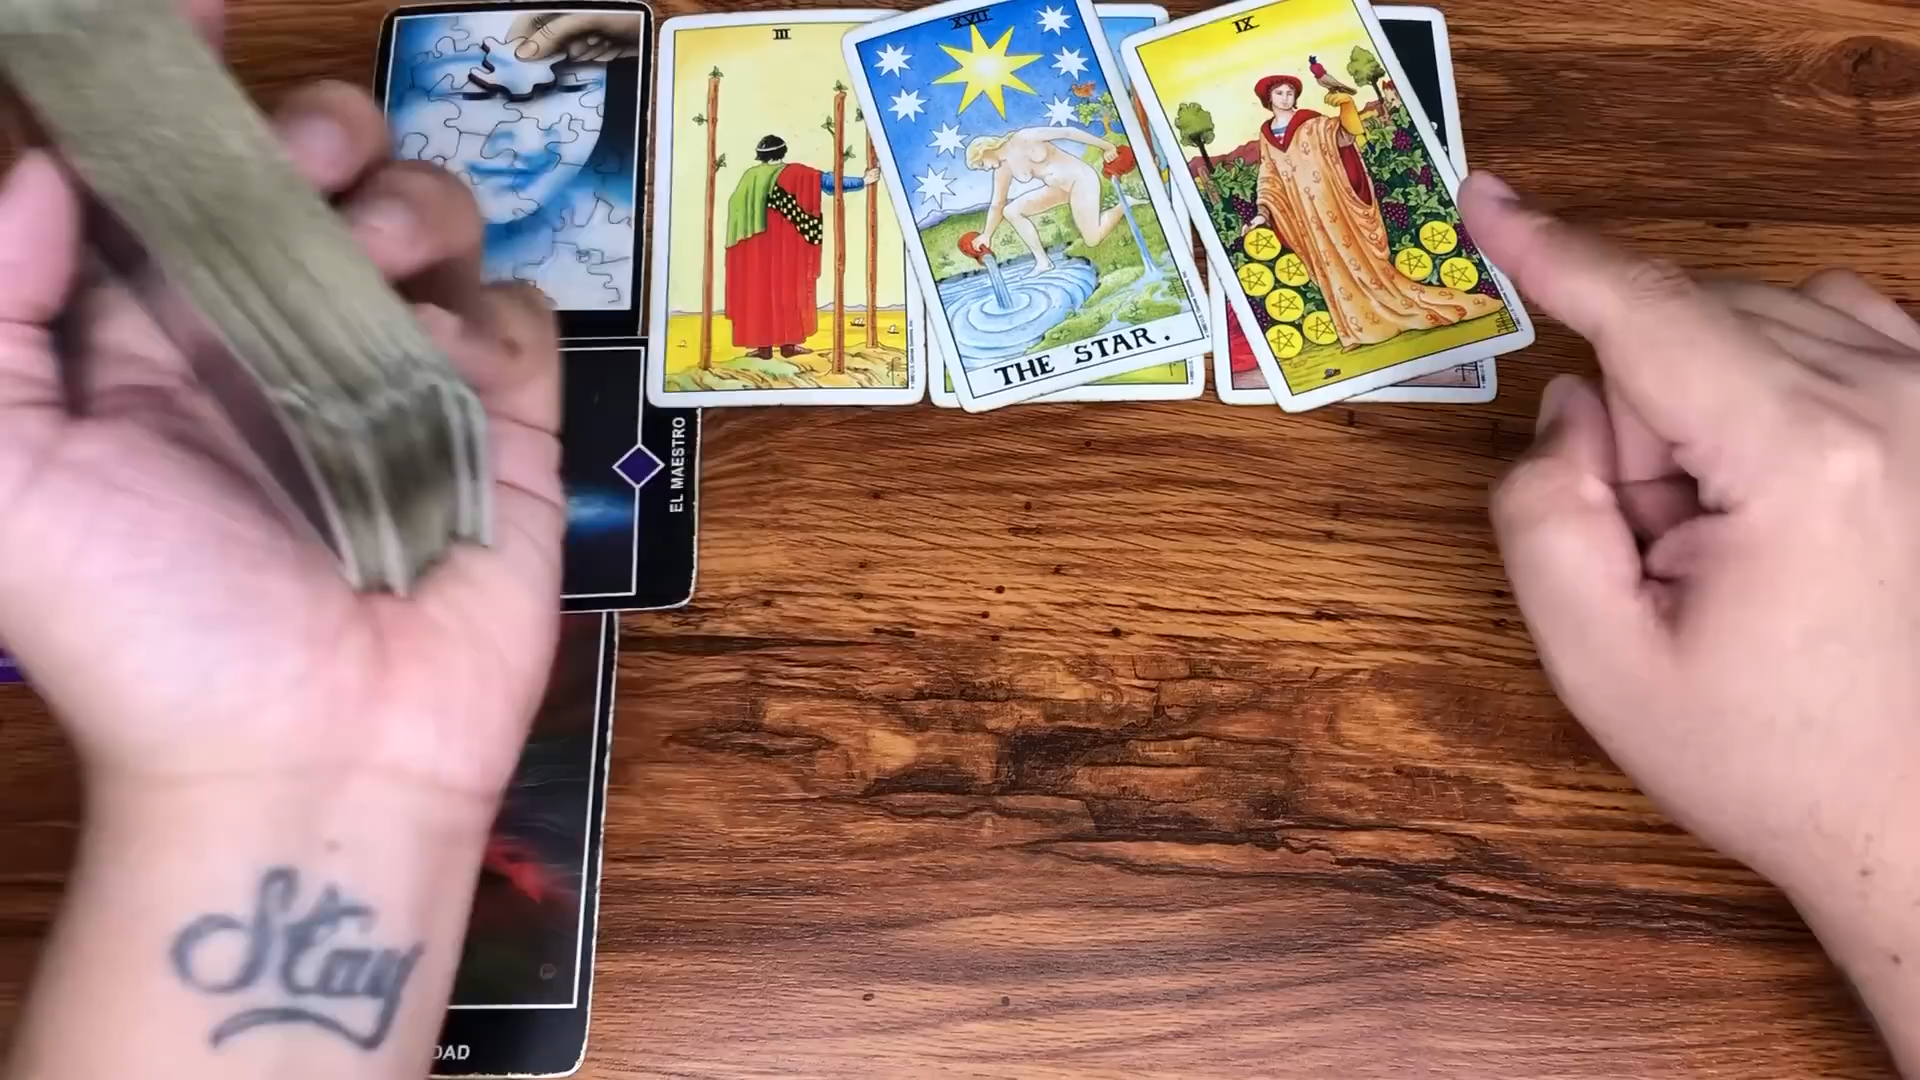 III
XVII
IX
THE STAR.
EL MAESTRO
Stay
DAD